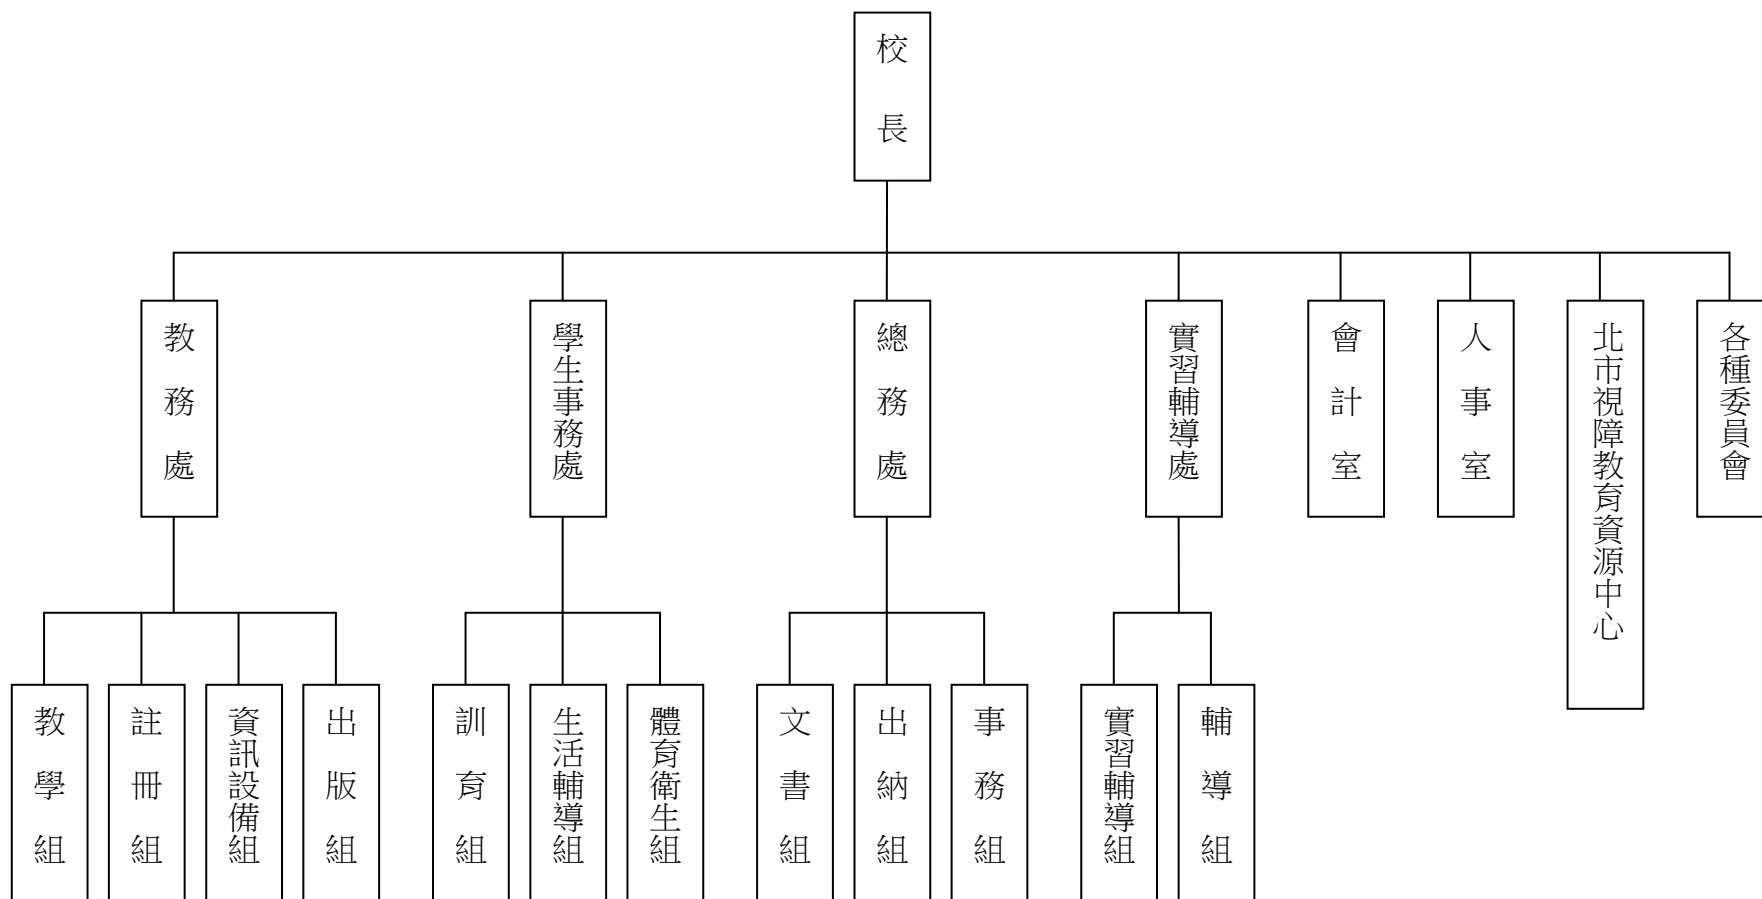 校長
教務處
學生事務處
總務處
實習輔導處
會計室
人事室
北市視障教育資源中心
各種委員會
教學組
註冊組
資訊設備組
出版組
訓育組
生活輔導組
體育衛生組
文書組
出納組
事務組
實習輔導組
輔導組